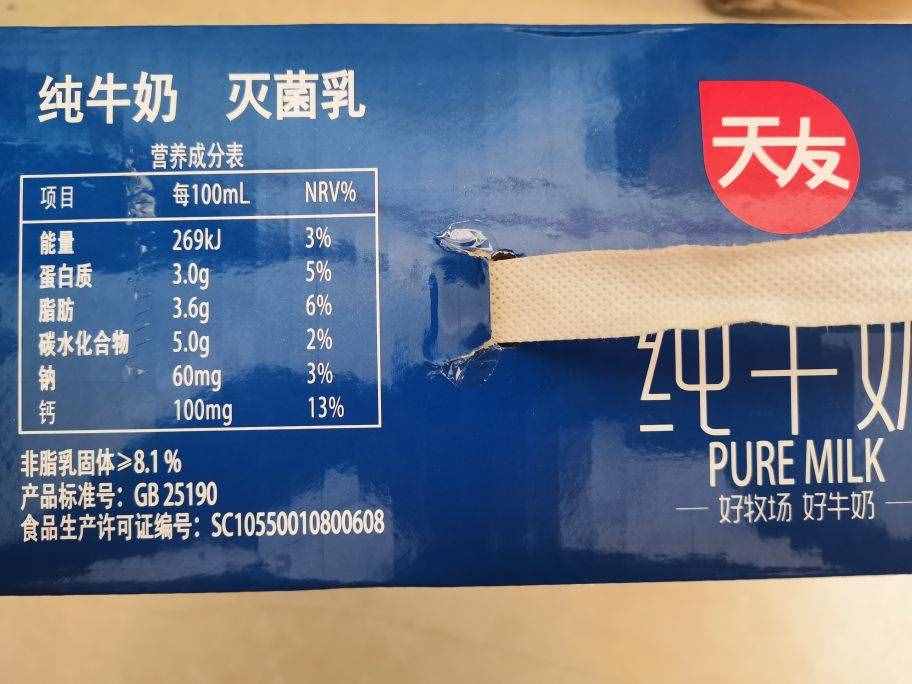 纯牛奶 灭菌乳
营养成分表
项目 每100mL NRV%
能量 269kJ 3%
蛋白质 3.0g 5%
脂肪 3.6g 6%
碳水化合物 5.0g 2%
钠 60mg 3%
钙 100mg 13%
非脂乳固体≥8.1%
产品标准号：GB 25190
食品生产许可证编号：SC10550010800608
天友
纯牛奶
PURE MILK
好牧场 好牛奶